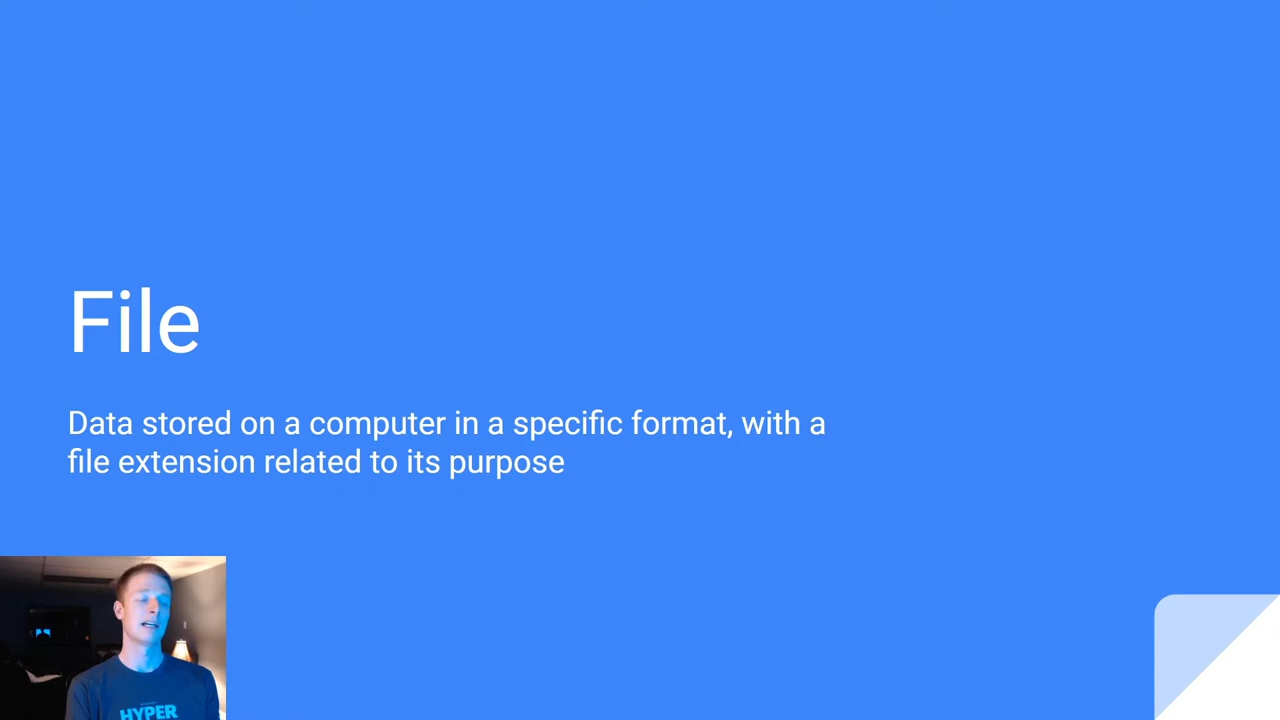 File
Data stored on a computer in a specific format, with a
file extension related to its purpose
HYPER